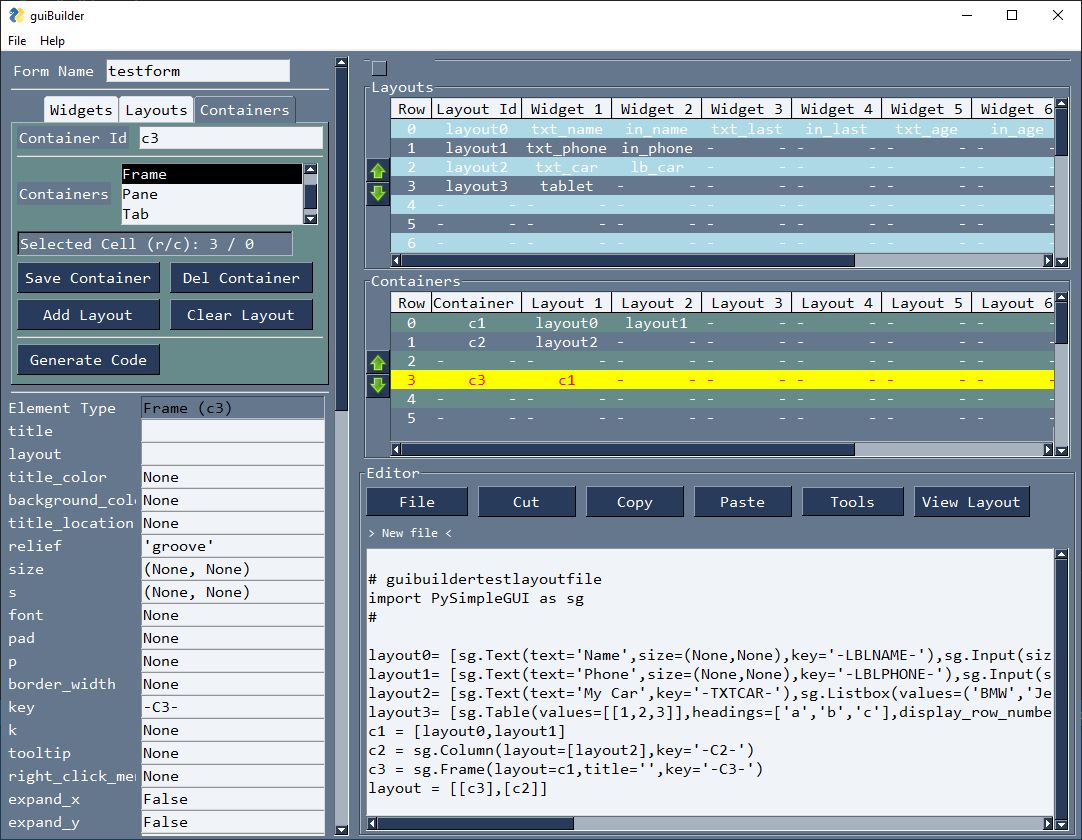 guiBuilder
File Help
Form Name testform
Widgets Layouts Containers
Container Id c3
Containers Frame
Pane
Tab
Selected Cell (r/c): 3 / 0
Save Container Del Container
Add Layout Clear Layout
Generate Code
Element Type Frame (c3)
title
layout
title_color None
background_col None
title_location None
relief 'groove'
size (None, None)
s (None, None)
font None
pad None
p None
border_width None
key -C3-
k None
tooltip None
right_click_me None
expand_x False
expand_y False
Layouts
Row Layout Id Widget 1 Widget 2 Widget 3 Widget 4 Widget 5 Widget 6
0 layout0 txt_name in_name txt_last in_last txt_age in_age
1 layout1 txt_phone in_phone - - - - - - -
2 layout2 txt_car lb_car - - - - - - -
3 layout3 tablet - - - - - - - - -
4 - - - - - - - - - - - - -
5 - - - - - - - - - - - - -
6 - - - - - - - - - - - - -
Containers
Row Container Layout 1 Layout 2 Layout 3 Layout 4 Layout 5 Layout 6
0 c1 layout0 layout1 - - - - - - -
1 c2 layout2 - - - - - - - - -
2 - - - - - - - - - - - - -
3 c3 c1 - - - - - - - - -
4 - - - - - - - - - - - - -
5 - - - - - - - - - - - - -
Editor
File Cut Copy Paste Tools View Layout
> New file <
# guibuildertestlayoutfile
import PySimpleGUI as sg
#
layout0= [sg.Text(text='Name',size=(None,None),key='-LBLNAME-'),sg.Input(siz
layout1= [sg.Text(text='Phone',size=(None,None),key='-LBLPHONE-'),sg.Input(s
layout2= [sg.Text(text='My Car',key='-TXTCAR-'),sg.Listbox(values=('BMW','Je
layout3= [sg.Table(values=[[1,2,3]],headings=['a','b','c'],display_row_numbe
c1 = [layout0,layout1]
c2 = sg.Column(layout=[layout2],key='-C2-')
c3 = sg.Frame(layout=c1,title='',key='-C3-')
layout = [[c3],[c2]]